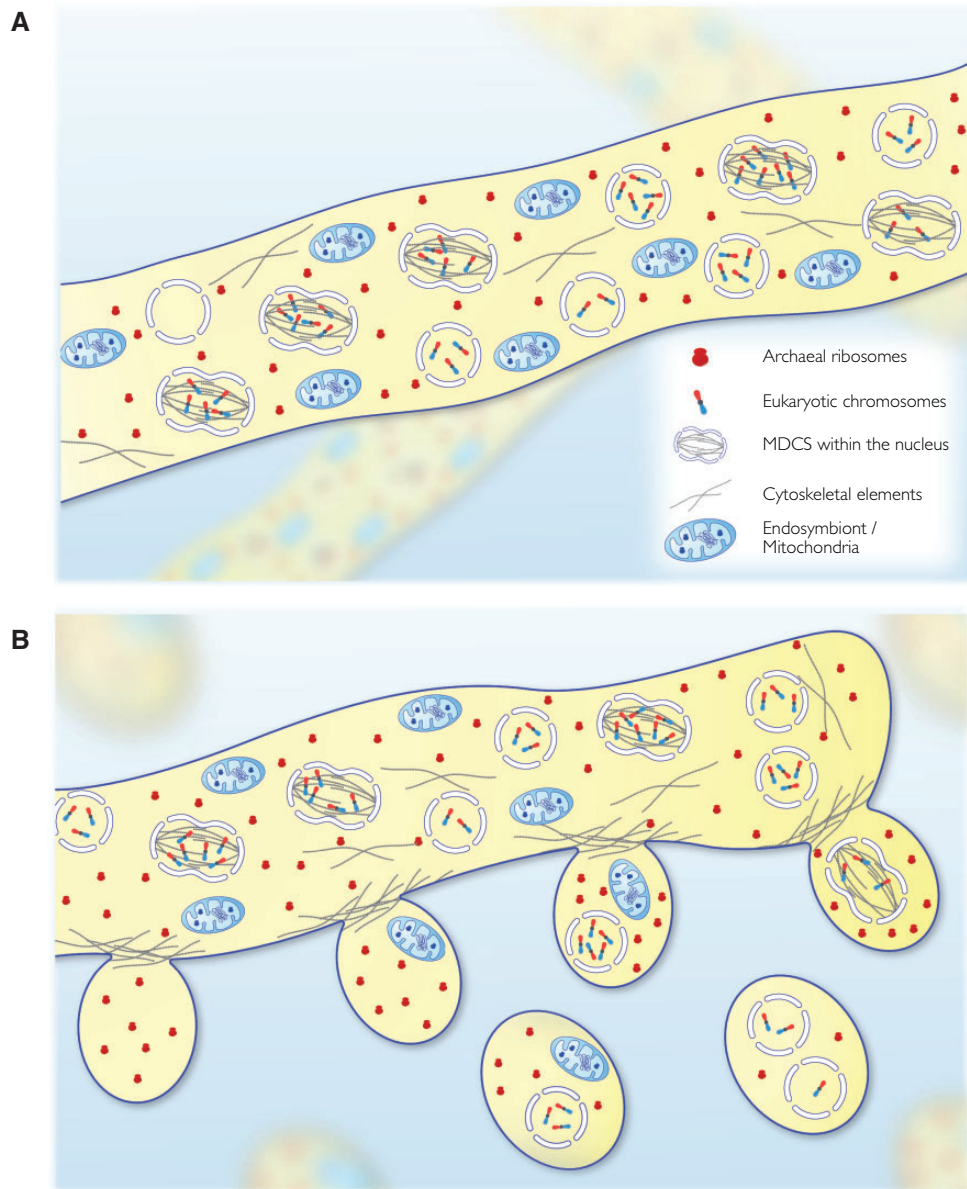 A
Archaeal ribosomes
Eukaryotic chromosomes
MDCS within the nucleus
Cytoskeletal elements
Endosymbiont /
Mitochondria
B